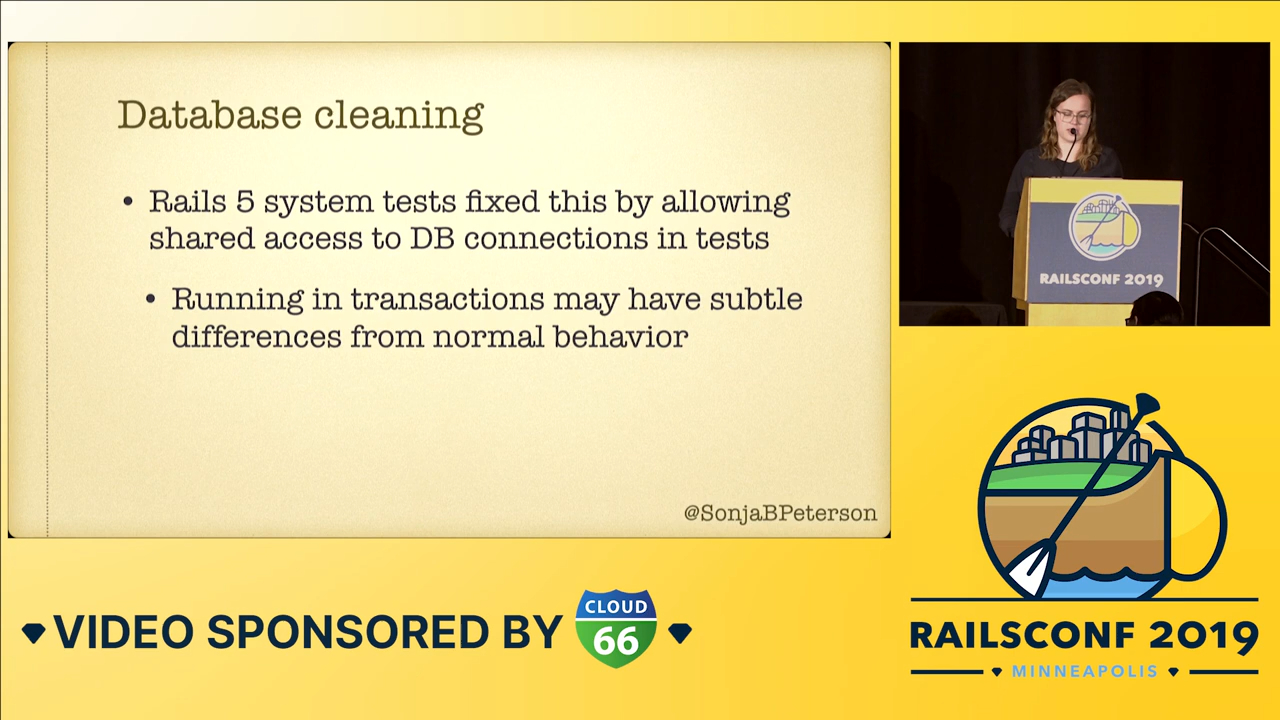 Database cleaning
• Rails 5 system tests fixed this by allowing
shared access to DB connections in tests
• Running in transactions may have subtle
differences from normal behavior
@SonjaBPeterson
RAILSCONF 2019
VIDEO SPONSORED BY
CLOUD
66
RAILSCONF 2019
MINNEAPOLIS